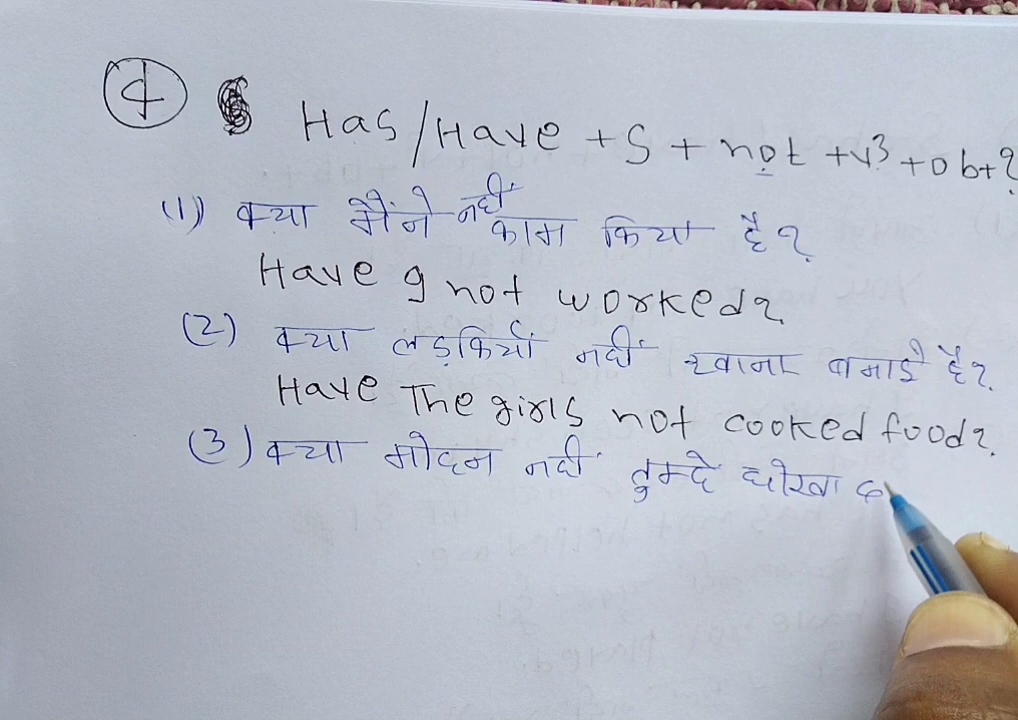 4 Has/Have + S + not + v3 + ob + ?
(1) क्या मैंने नहीं काम किया है?
Have I not worked?
(2) क्या लड़कियाँ नहीं खाना बनाई है?
Have The girls not cooked food?
(3) क्या मोहन नहीं तुम्हे धोखा